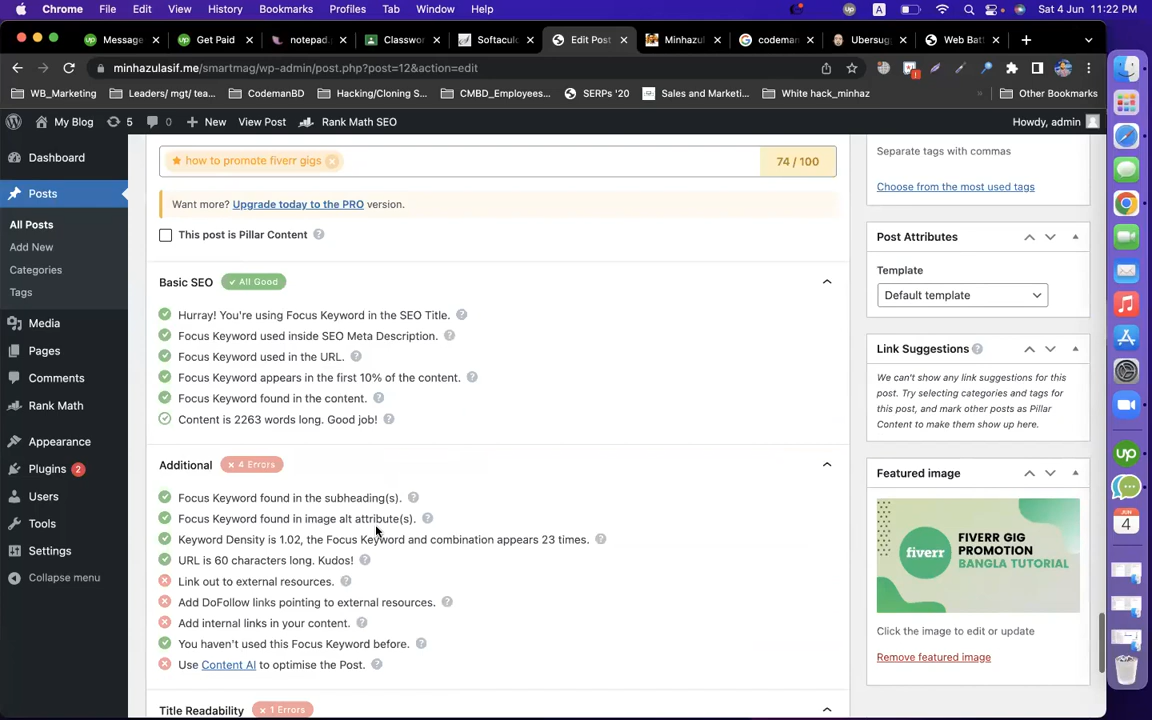 Chrome File Edit View History Bookmarks Profiles Tab Window Help
A Sat 4 Jun 11:22 PM
Message
Get Paid
notepad.
Classwor
Softacul
Edit Post
Minhazul
codeman
Ubersug
Web Bat
minhazulasif.me/smartmag/wp-admin/post.php?post=12&action=edit
WB_Marketing Leaders/ mgt/ tea... CodemanBD Hacking/Cloning S... CMBD_Employees... SERPs '20 Sales and Marketi... White hack_minhaz » Other Bookmarks
My Blog 5 0 New View Post Rank Math SEO Howdy, admin
Dashboard
Posts
All Posts
Add New
Categories
Tags
Media
Pages
Comments
Rank Math
Appearance
Plugins 2
Users
Tools
Settings
Collapse menu
how to promote fiverr gigs
74 / 100
Want more? Upgrade today to the PRO version.
This post is Pillar Content
Basic SEO All Good
Hurray! You're using Focus Keyword in the SEO Title.
Focus Keyword used inside SEO Meta Description.
Focus Keyword used in the URL.
Focus Keyword appears in the first 10% of the content.
Focus Keyword found in the content.
Content is 2263 words long. Good job!
Additional × 4 Errors
Focus Keyword found in the subheading(s).
Focus Keyword found in image alt attribute(s).
Keyword Density is 1.02, the Focus Keyword and combination appears 23 times.
URL is 60 characters long. Kudos!
Link out to external resources.
Add DoFollow links pointing to external resources.
Add internal links in your content.
You haven't used this Focus Keyword before.
Use Content AI to optimise the Post.
Title Readability × 1 Errors
Separate tags with commas
Choose from the most used tags
Post Attributes
Template
Default template
Link Suggestions
We can't show any link suggestions for this
post. Try selecting categories and tags for
this post, and mark other posts as Pillar
Content to make them show up here.
Featured image
fiverr
FIVERR GIG
PROMOTION
BANGLA TUTORIAL
Click the image to edit or update
Remove featured image
up
JUN
4